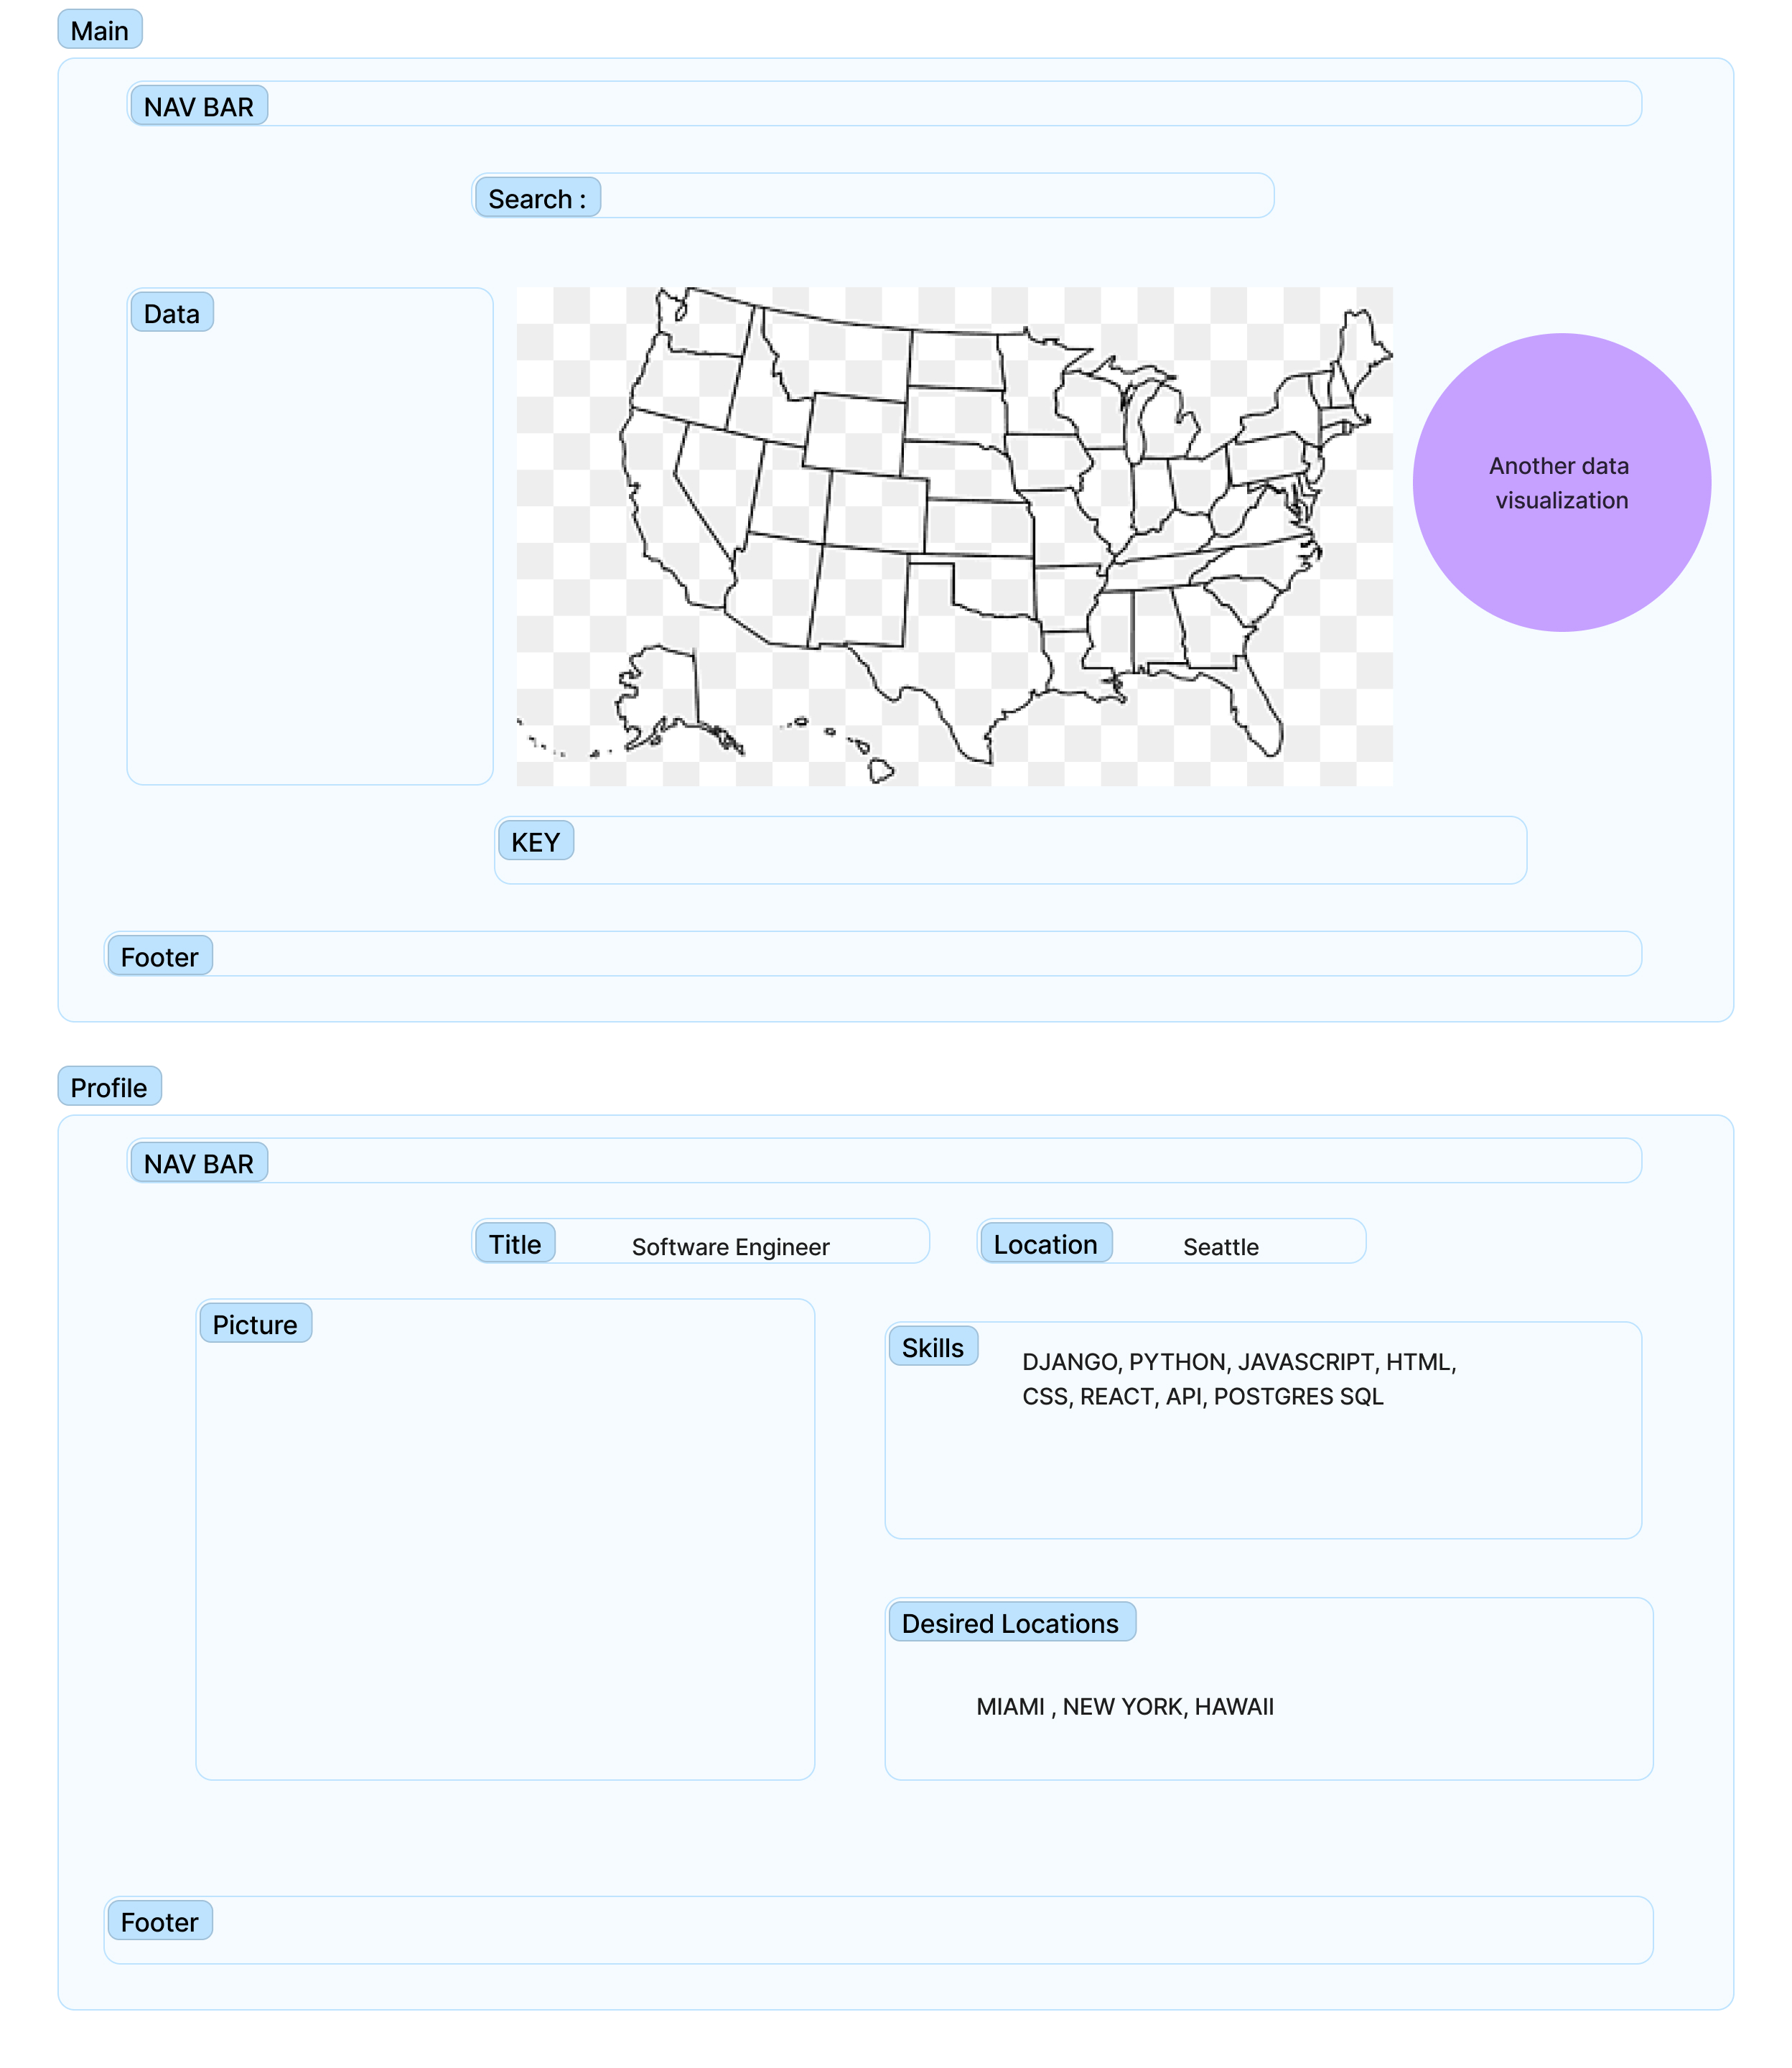 Main
NAV BAR
Search :
Data
Another data
visualization
KEY
Footer
Profile
NAV BAR
Title
Software Engineer
Location
Seattle
Picture
Skills
DJANGO, PYTHON, JAVASCRIPT, HTML,
CSS, REACT, API, POSTGRES SQL
Desired Locations
MIAMI , NEW YORK, HAWAII
Footer